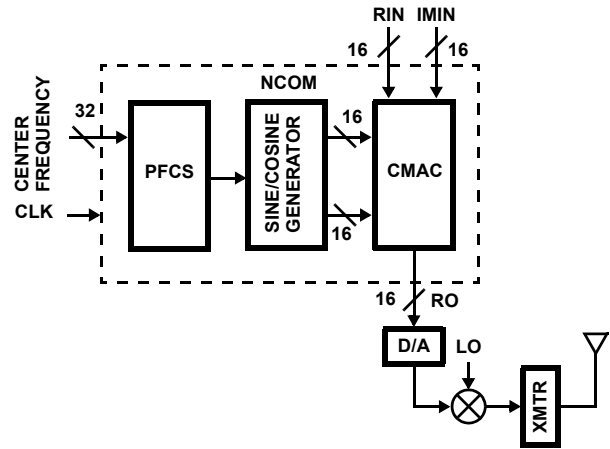 RIN IMIN
16 16
NCOM
CENTER
FREQUENCY
32
CLK
PFCS
SINE/COSINE
GENERATOR
16
16
CMAC
16 RO
D/A
LO
XMTR